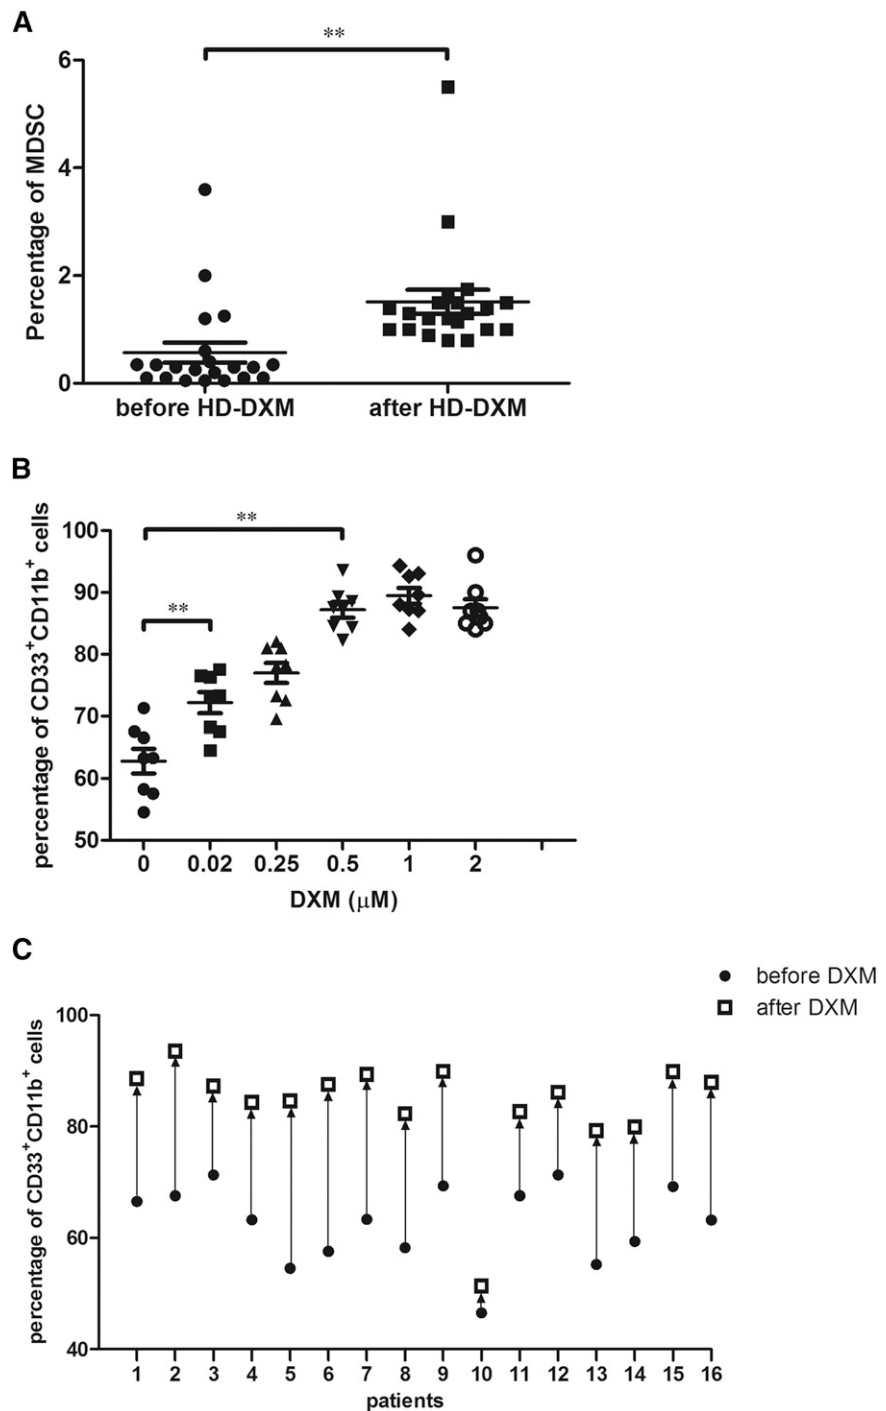 A
**
6
4
2
0
Percentage of MDSC
before HD-DXM
after HD-DXM
B
percentage of CD33⁺CD11b⁺ cells
100
90
80
70
60
50
**
**
0
0.02
0.25
0.5
1
2
DXM (μM)
C
before DXM
after DXM
percentage of CD33⁺CD11b⁺ cells
100
80
60
40
1 2 3 4 5 6 7 8 9 10 11 12 13 14 15 16
patients